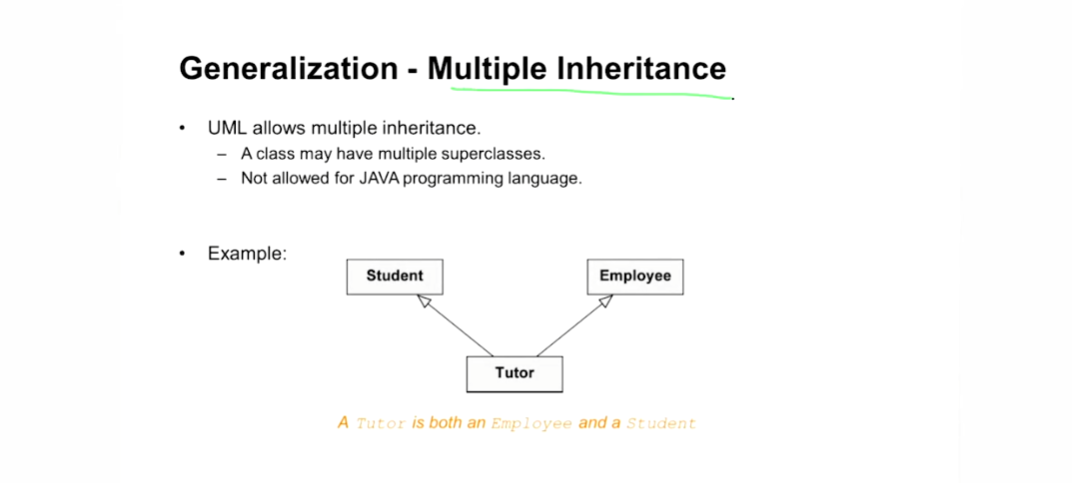 Generalization - Multiple Inheritance
• UML allows multiple inheritance.
– A class may have multiple superclasses.
– Not allowed for JAVA programming language.
• Example:
Student
Employee
Tutor
A Tutor is both an Employee and a Student